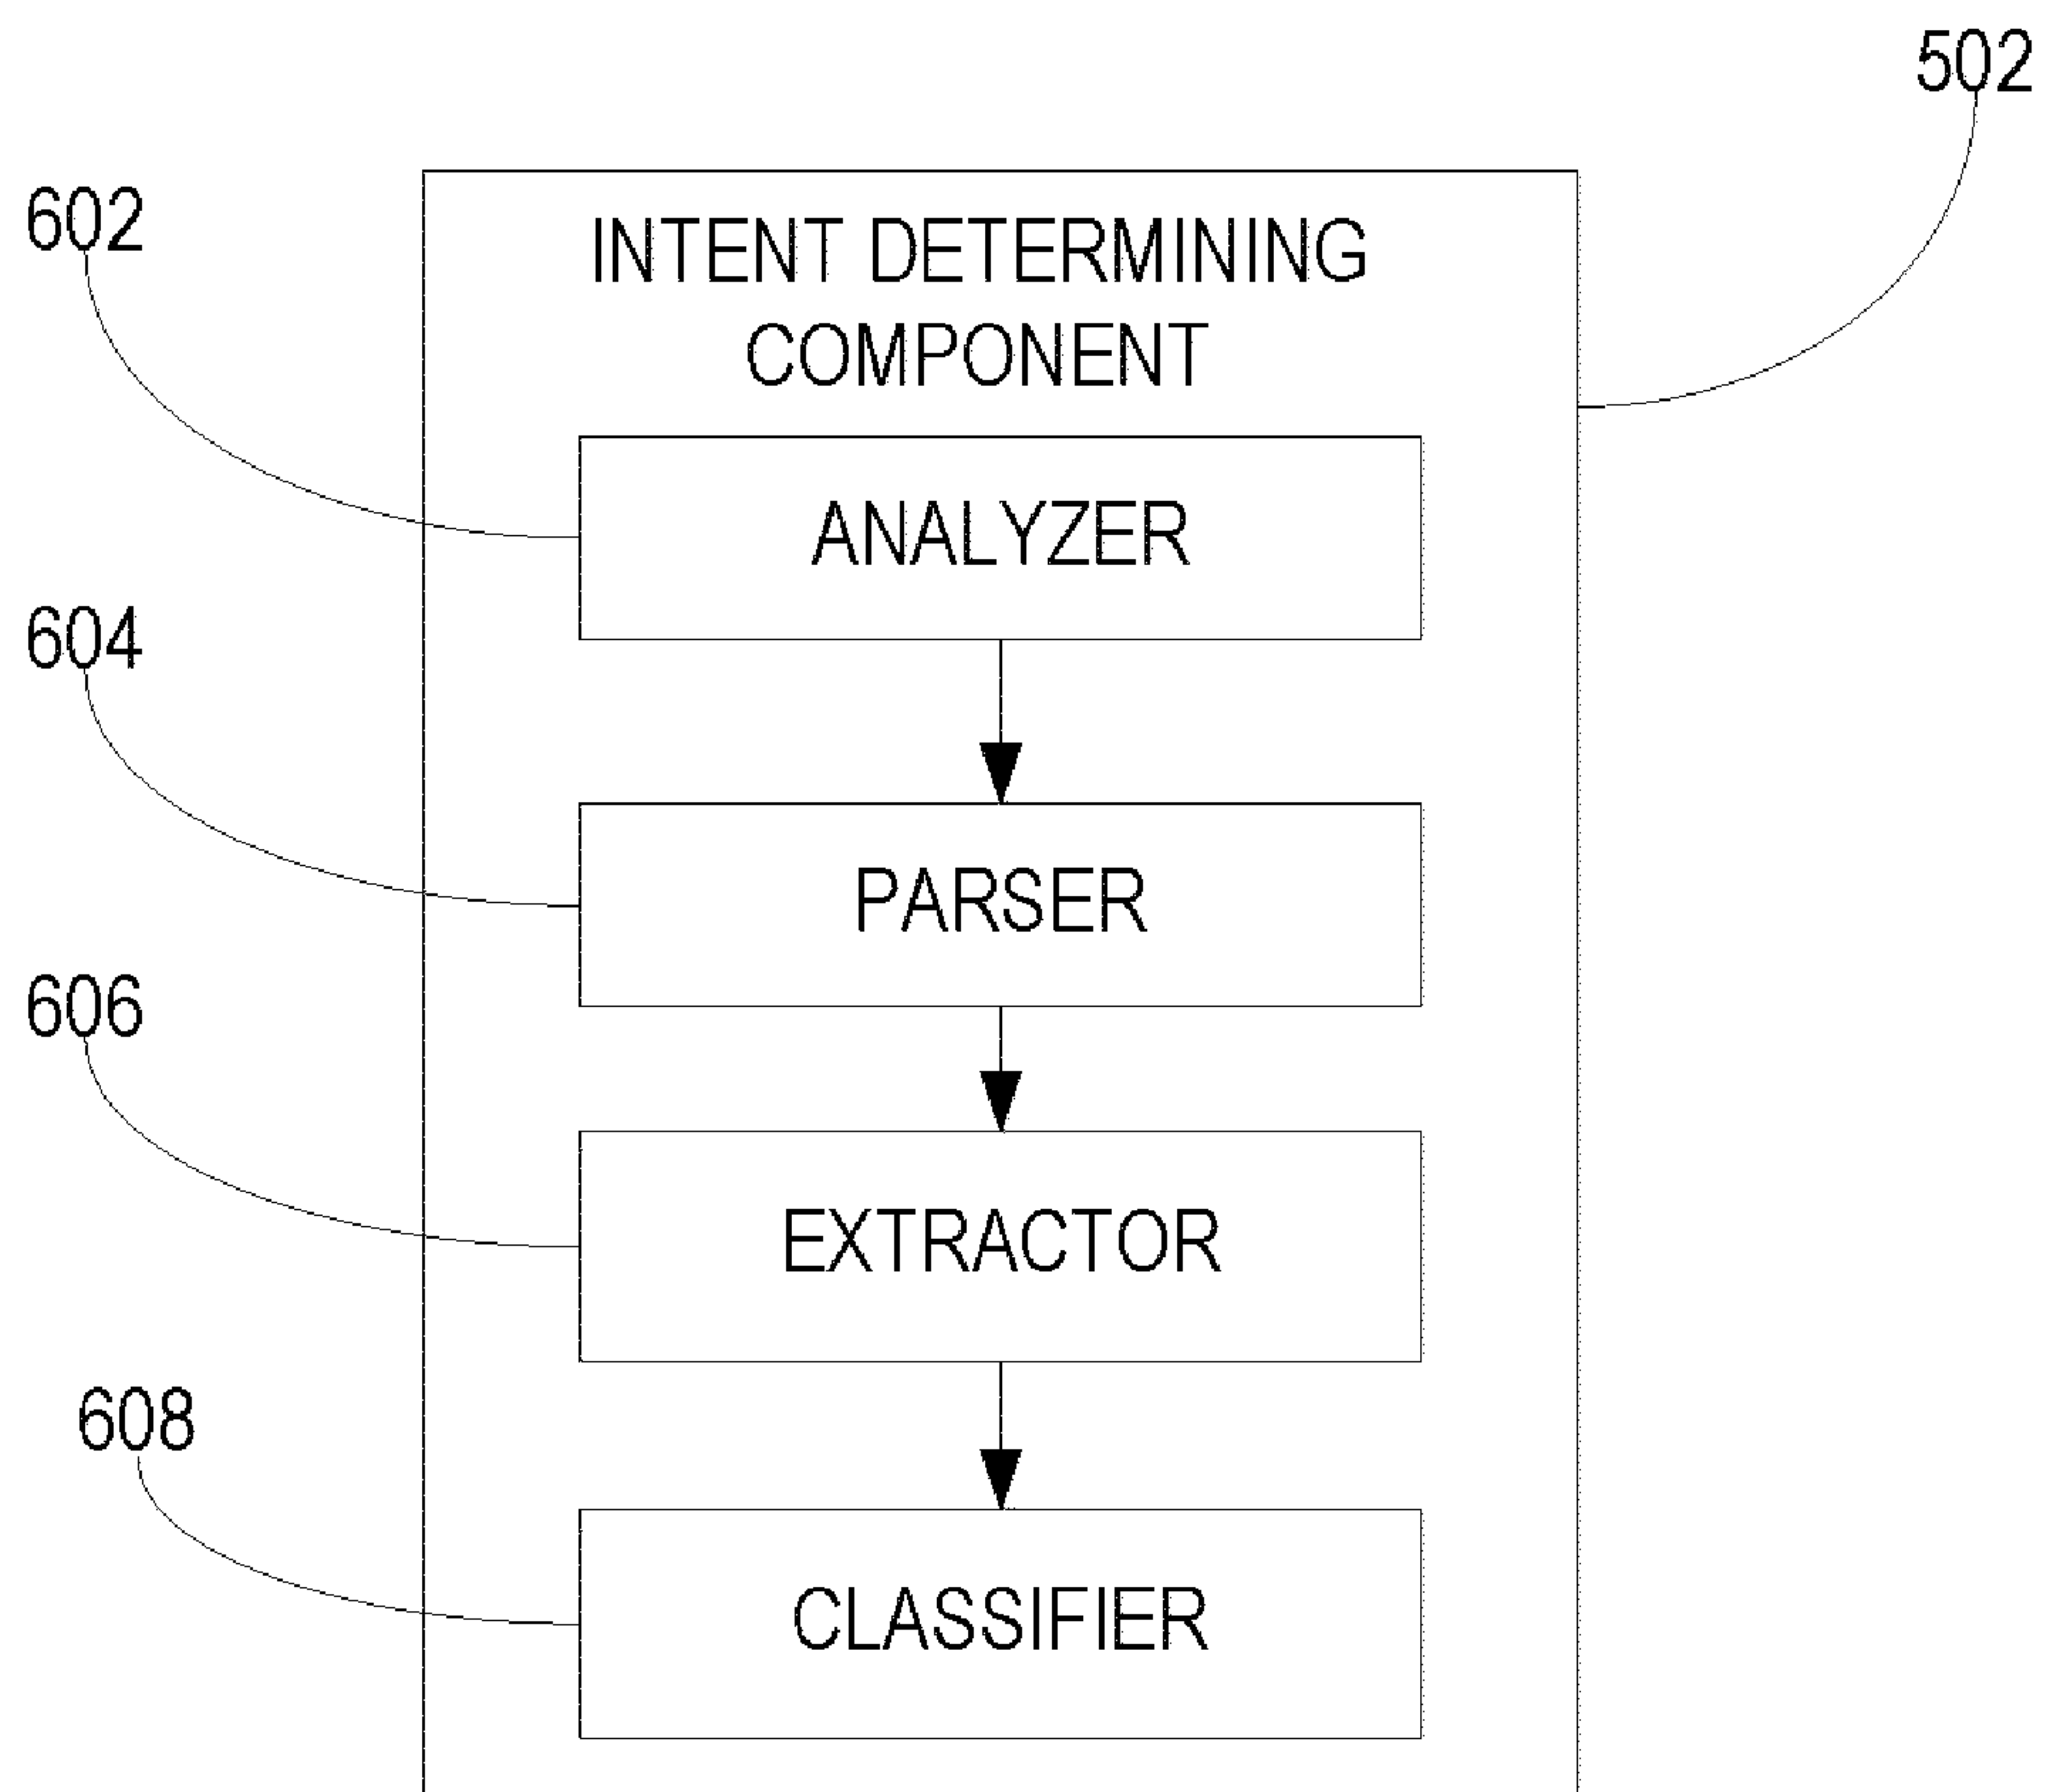 502
602
INTENT DETERMINING
COMPONENT
ANALYZER
604
PARSER
606
EXTRACTOR
608
CLASSIFIER